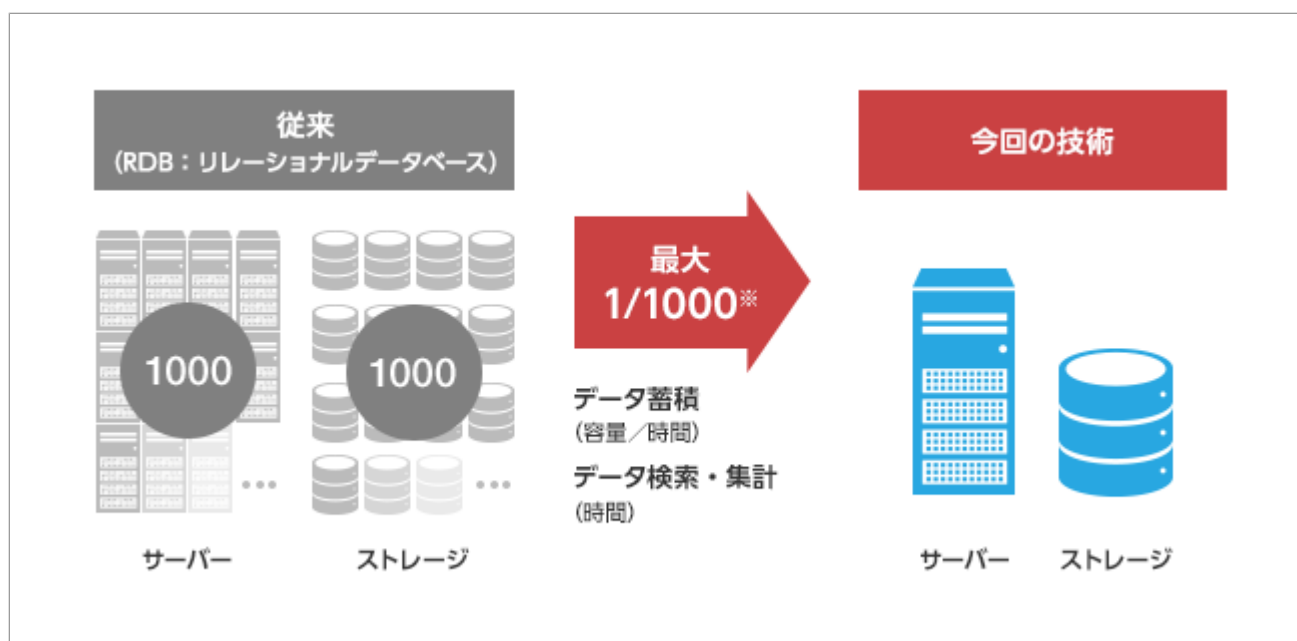 従来
(RDB：リレーショナルデータベース)
今回の技術
1000
1000
最大
1/1000※
データ蓄積
(容量／時間)
データ検索・集計
(時間)
サーバー
ストレージ
サーバー
ストレージ